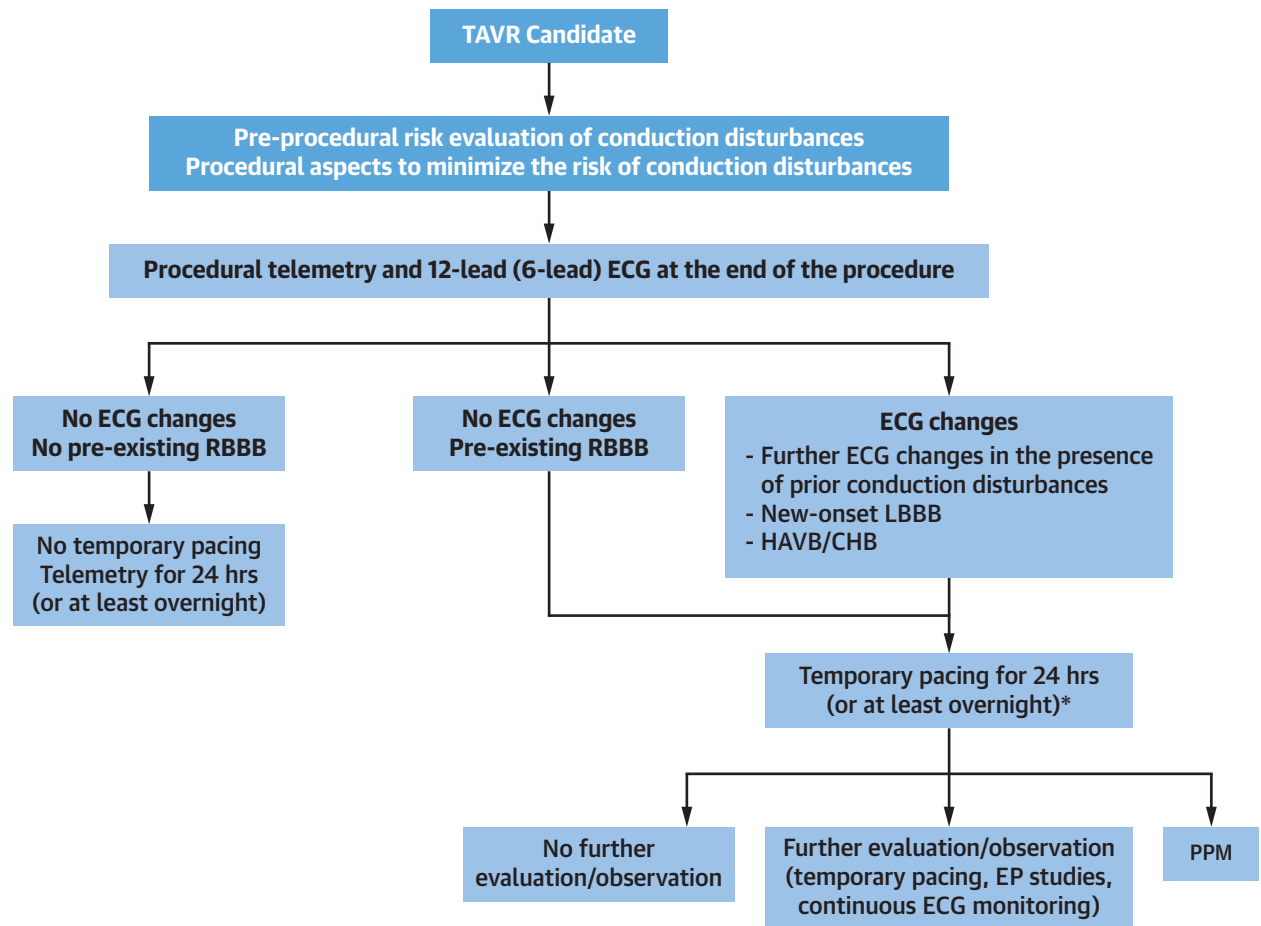 TAVR Candidate
Pre-procedural risk evaluation of conduction disturbances
Procedural aspects to minimize the risk of conduction disturbances
Procedural telemetry and 12-lead (6-lead) ECG at the end of the procedure
No ECG changes
No pre-existing RBBB
No ECG changes
Pre-existing RBBB
ECG changes
- Further ECG changes in the presence
of prior conduction disturbances
- New-onset LBBB
- HAVB/CHB
No temporary pacing
Telemetry for 24 hrs
(or at least overnight)
Temporary pacing for 24 hrs
(or at least overnight)*
No further
evaluation/observation
Further evaluation/observation
(temporary pacing, EP studies,
continuous ECG monitoring)
PPM